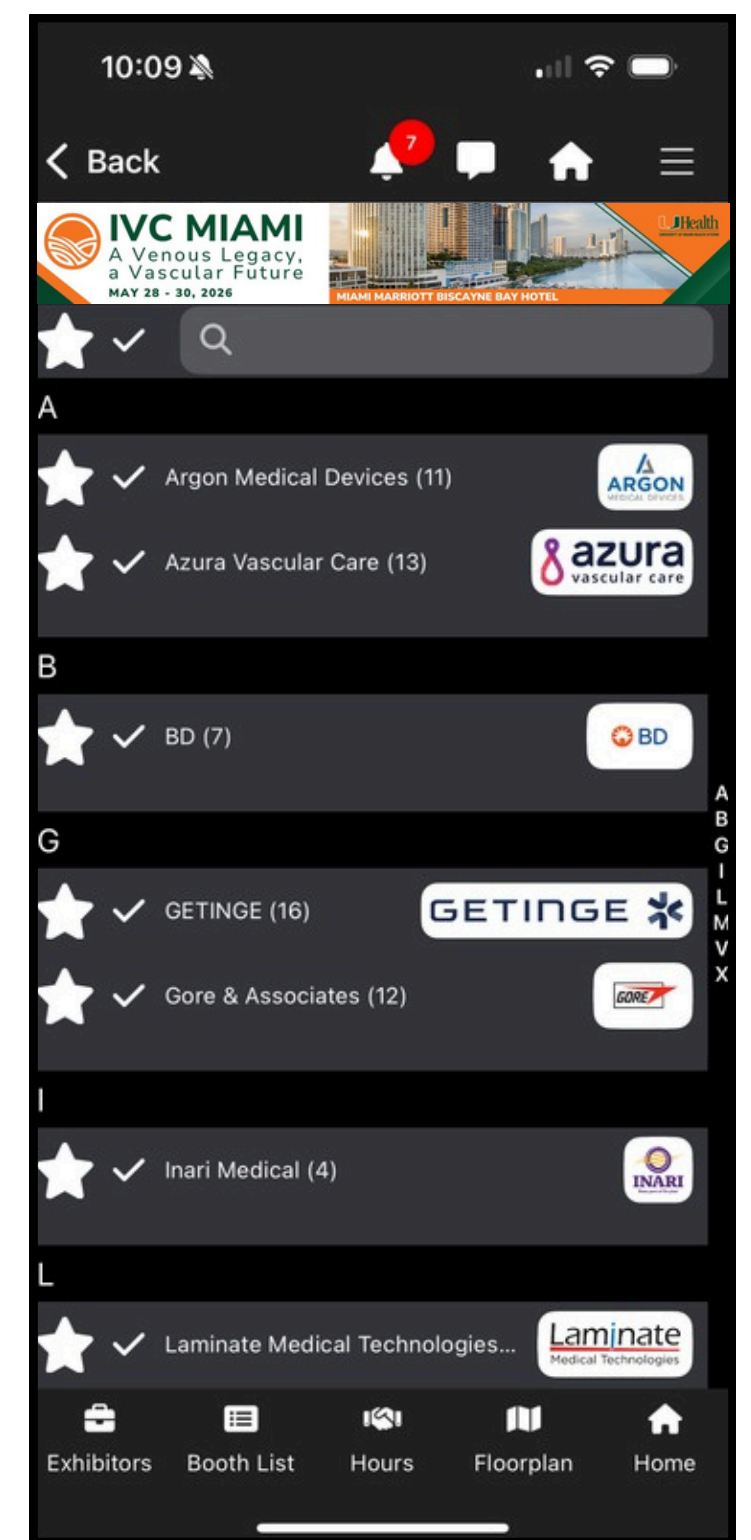 10:09
Back
7
IVC MIAMI
A Venous Legacy,
a Vascular Future
MAY 28 - 30, 2026
MIAMI MARRIOTT BISCAYNE BAY HOTEL
UHealth
A
Argon Medical Devices (11)
ARGON
MEDICAL DEVICES
Azura Vascular Care (13)
azura
vascular care
B
BD (7)
BD
G
GETINGE (16)
GETINGE
Gore & Associates (12)
GORE
I
Inari Medical (4)
INARI
L
Laminate Medical Technologies...
Laminate
Medical Technologies
A
B
G
I
L
M
V
X
Exhibitors
Booth List
Hours
Floorplan
Home